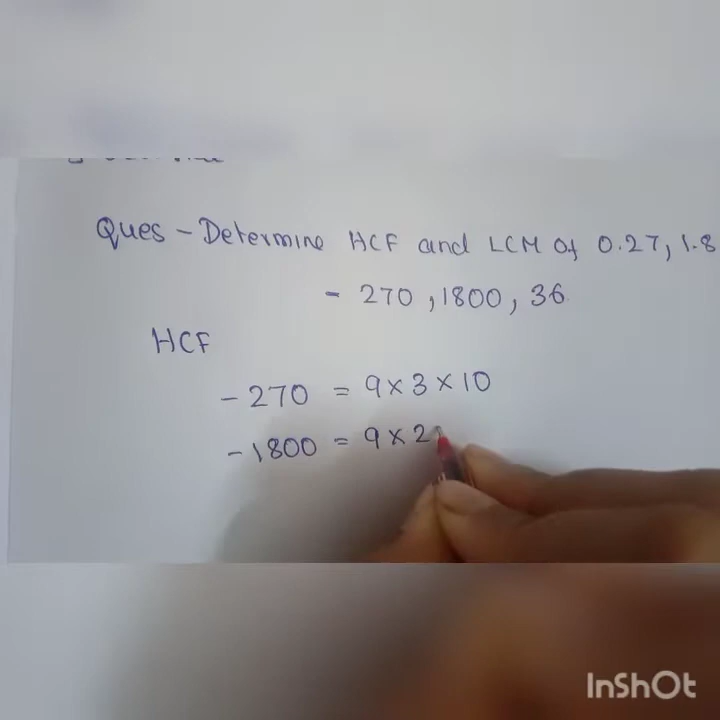 Ques - Determine HCF and LCM of 0.27, 1.8
- 270, 1800, 36
HCF
- 270 = 9 × 3 × 10
- 1800 = 9 × 2
InShOt